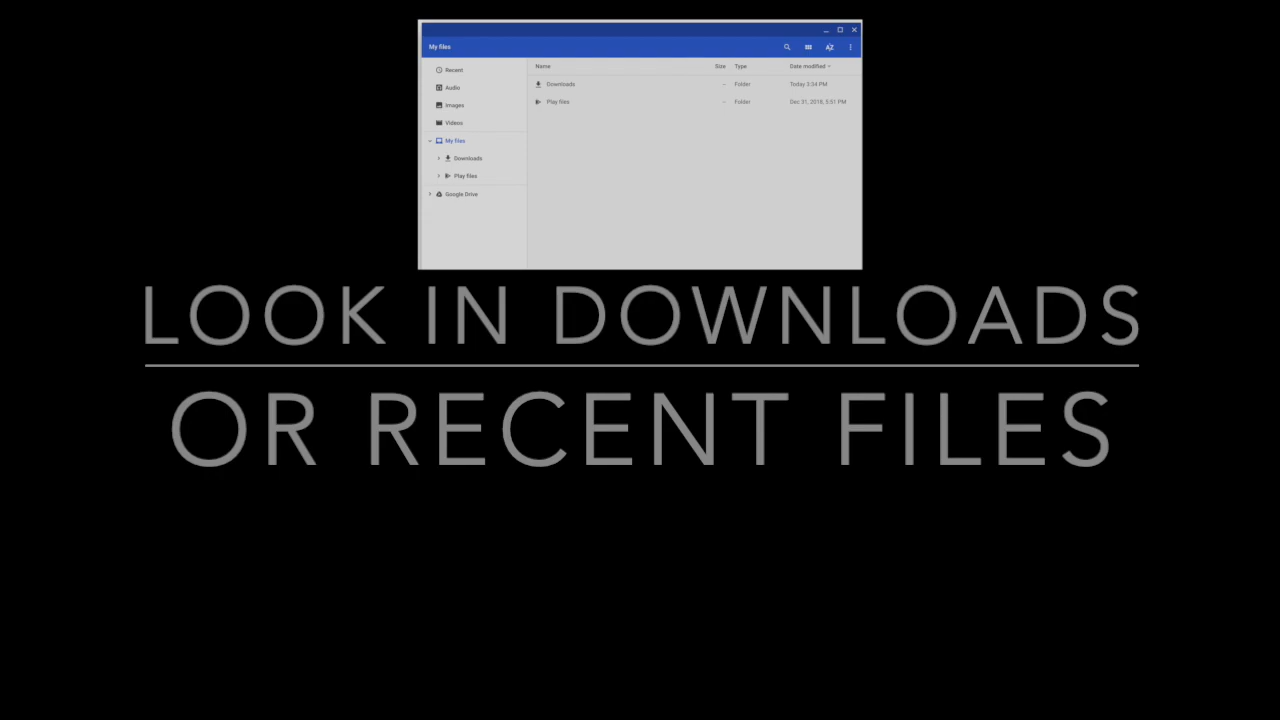 My files
Recent
Audio
Images
Videos
My files
Downloads
Play files
Google Drive
Name Size Type Date modified
Downloads -- Folder Today 3:34 PM
Play files -- Folder Dec 31, 2018, 5:51 PM
LOOK IN DOWNLOADS
OR RECENT FILES